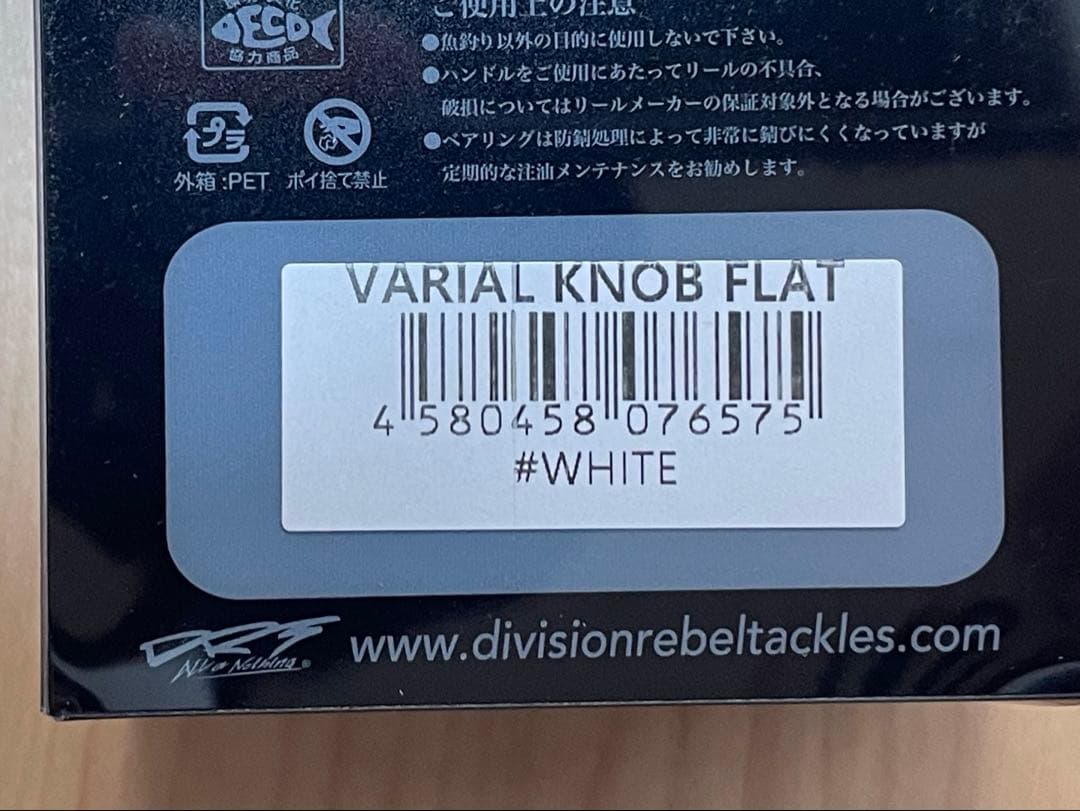 ECO
協力商品
外箱:PET
ポイ捨て禁止
ご使用上の注意
●魚釣り以外の目的に使用しないで下さい。
●ハンドルをご使用にあたってリールの不具合、
破損についてはリールメーカーの保証対象外となる場合がございます。
●ベアリングは防錆処理によって非常に錆びにくくなっていますが
定期的な注油メンテナンスをお勧めします。
VARIAL KNOB FLAT
4 580458 076575
#WHITE
DRT
NV or Nothing®
www.divisionrebeltackles.com